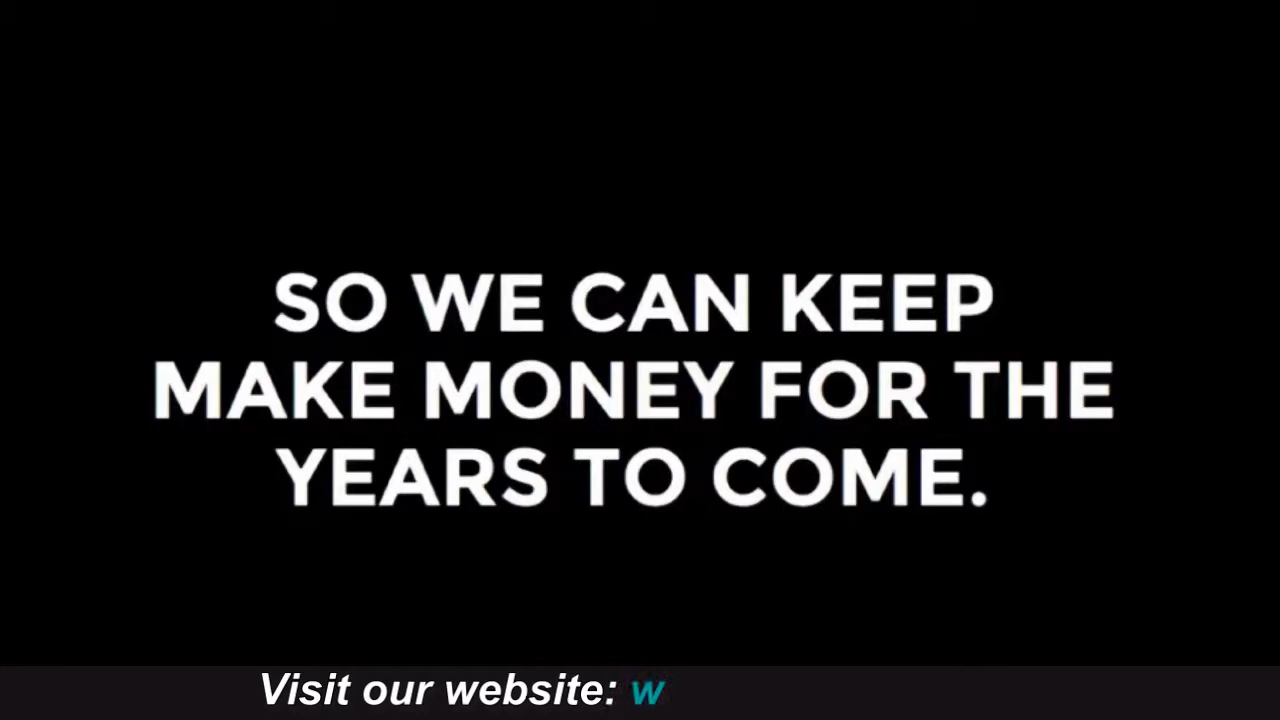 SO WE CAN KEEP
MAKE MONEY FOR THE
YEARS TO COME.
Visit our website: w